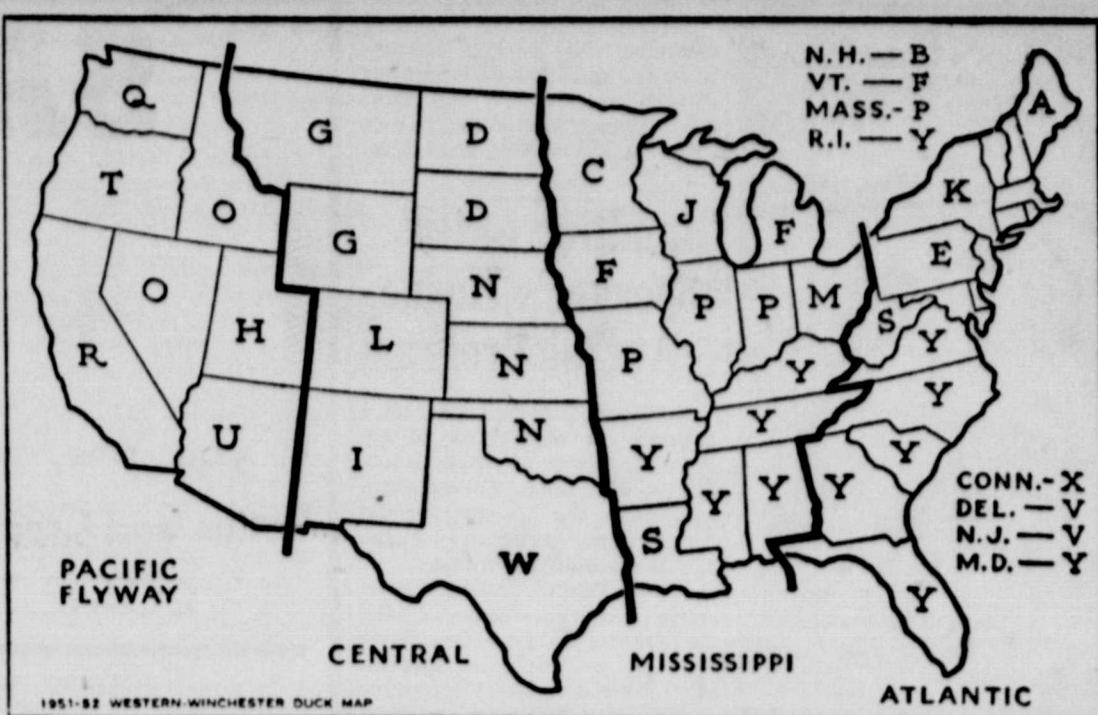 N.H. — B
VT. — F
MASS.- P
R.I. — Y
A
Q
G
D
C
K
T
O
G
D
J
F
E
O
N
F
P
P
M
S
Y
R
H
L
N
P
Y
Y
U
I
N
Y
Y
Y
Y
Y
Y
S
W
Y
CONN.- X
DEL. — V
N.J. — V
M.D. — Y
PACIFIC
FLYWAY
CENTRAL
MISSISSIPPI
ATLANTIC
1951-52 WESTERN-WINCHESTER DUCK MAP